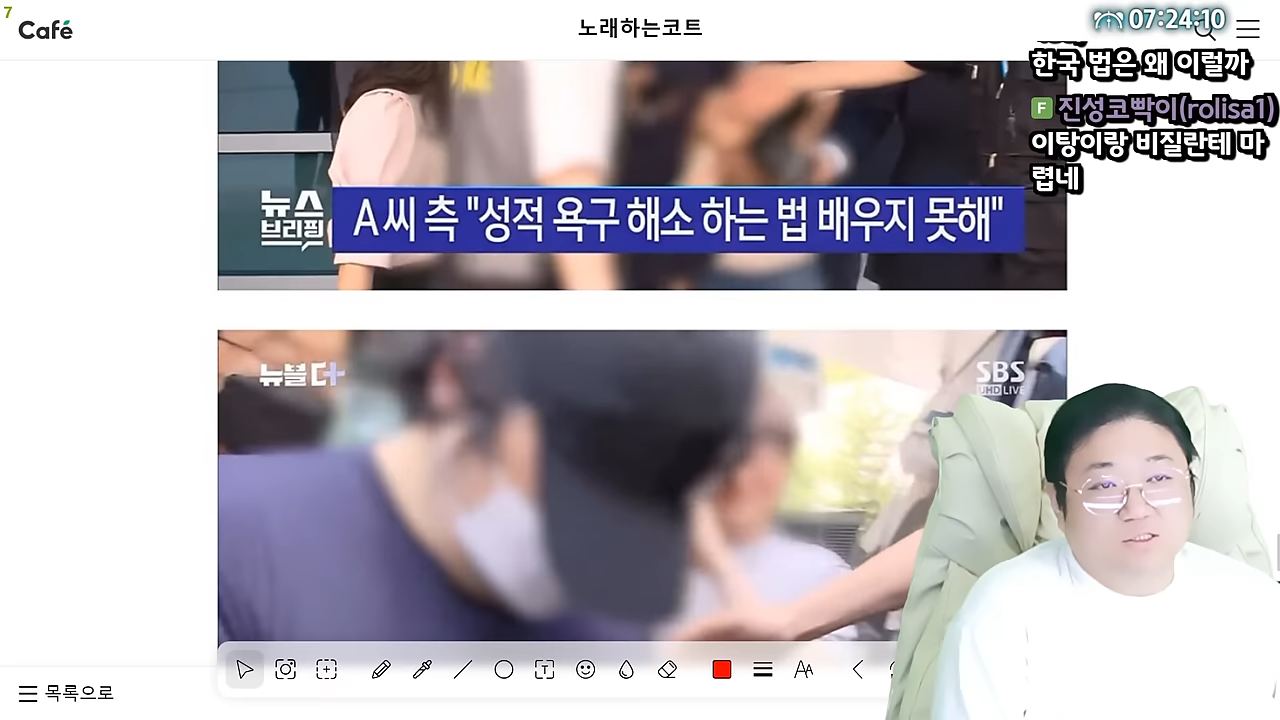 7
Café
노래하는코트
07:24:10
한국 법은 왜 이럴까
F 진성코빡이(rolisa1)
이탕이랑 비질란테 마
렵네
뉴스
브리핑
A씨 측 "성적 욕구 해소 하는 법 배우지 못해"
뉴블더+
SBS
UHD LIVE
T
AA
목록으로